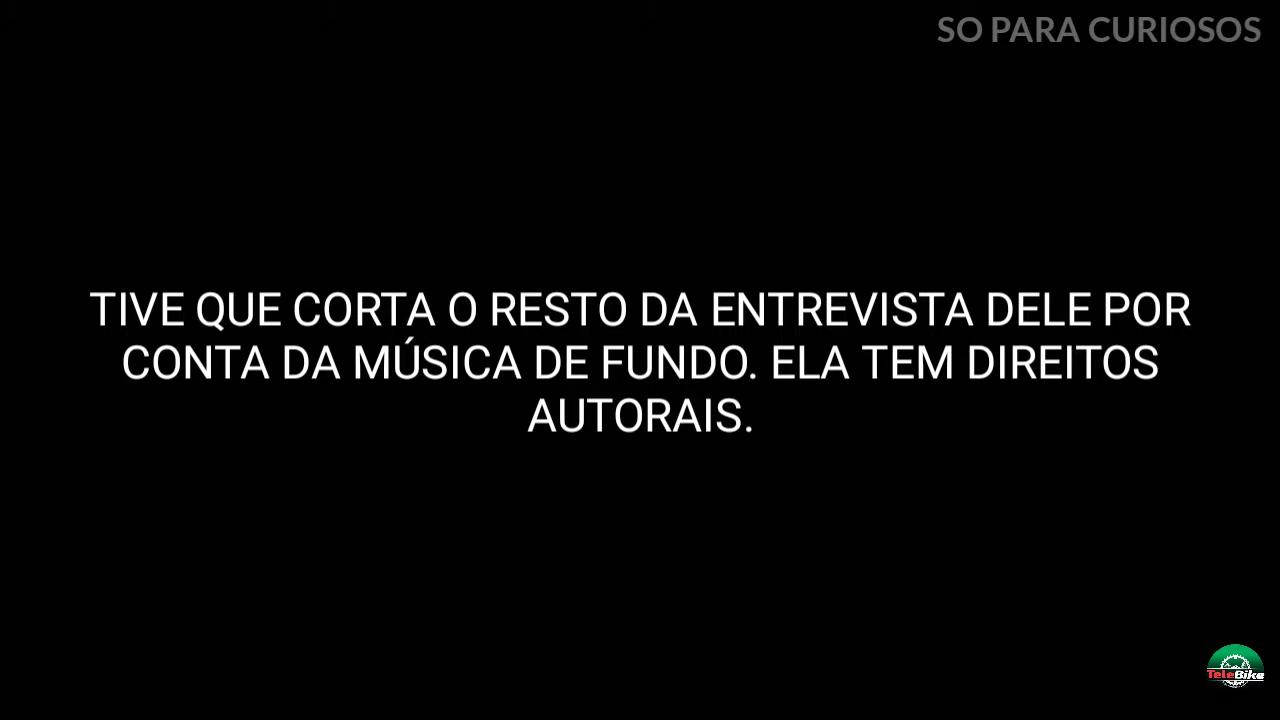 SO PARA CURIOSOS
TIVE QUE CORTA O RESTO DA ENTREVISTA DELE POR
CONTA DA MÚSICA DE FUNDO. ELA TEM DIREITOS
AUTORAIS.
TeleBike